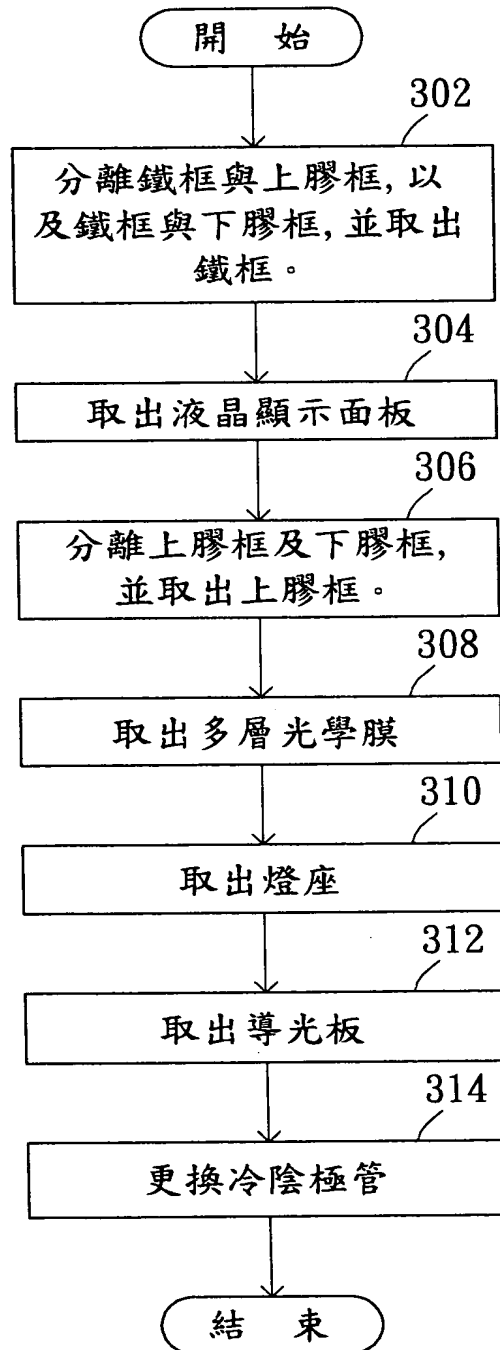 開 始
302
分離鐵框與上膠框, 以
及鐵框與下膠框, 並取出
鐵框。
304
取出液晶顯示面板
306
分離上膠框及下膠框,
並取出上膠框。
308
取出多層光學膜
310
取出燈座
312
取出導光板
314
更換冷陰極管
結 束